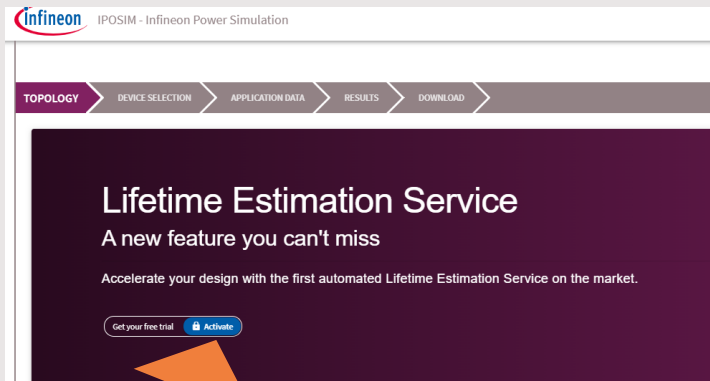 infineon IPOSIM - Infineon Power Simulation
TOPOLOGY DEVICE SELECTION APPLICATION DATA RESULTS DOWNLOAD
Lifetime Estimation Service
A new feature you can't miss
Accelerate your design with the first automated Lifetime Estimation Service on the market.
Get your free trial Activate